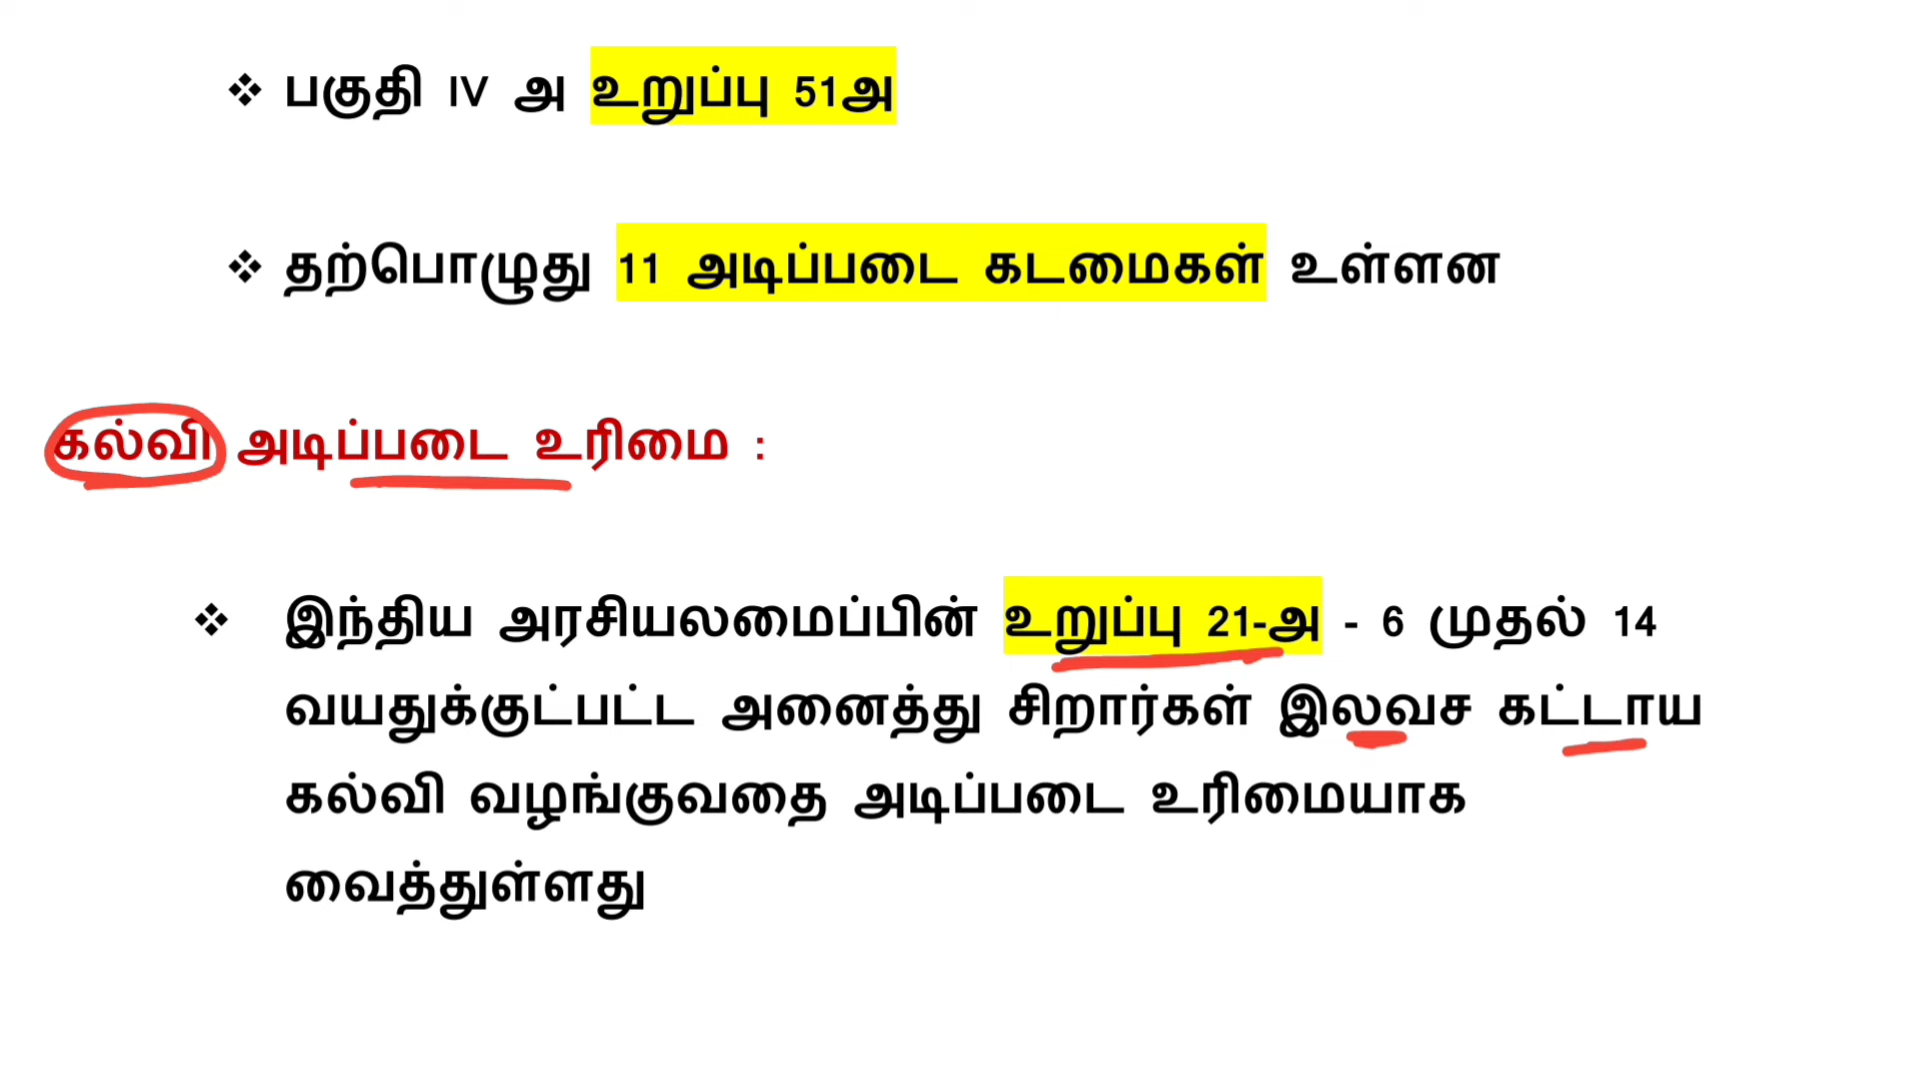 ❖ பகுதி IV அ உறுப்பு 51அ
❖ தற்பொழுது 11 அடிப்படை கடமைகள் உள்ளன
கல்வி அடிப்படை உரிமை :
❖ இந்திய அரசியலமைப்பின் உறுப்பு 21-அ - 6 முதல் 14
வயதுக்குட்பட்ட அனைத்து சிறார்கள் இலவச கட்டாய
கல்வி வழங்குவதை அடிப்படை உரிமையாக
வைத்துள்ளது